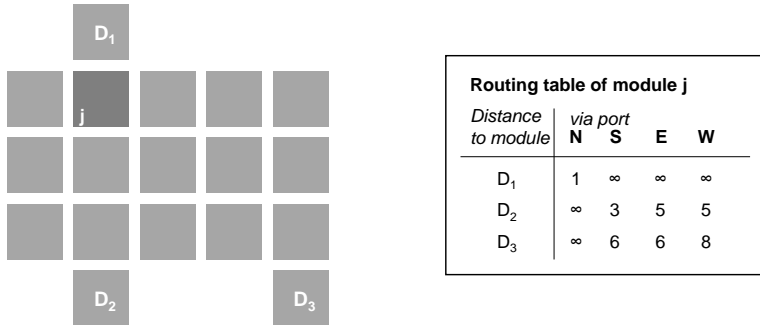 D₁
j
D₂ D₃
Routing table of module j
Distance via port
to module N S E W
D₁ 1 ∞ ∞ ∞
D₂ ∞ 3 5 5
D₃ ∞ 6 6 8